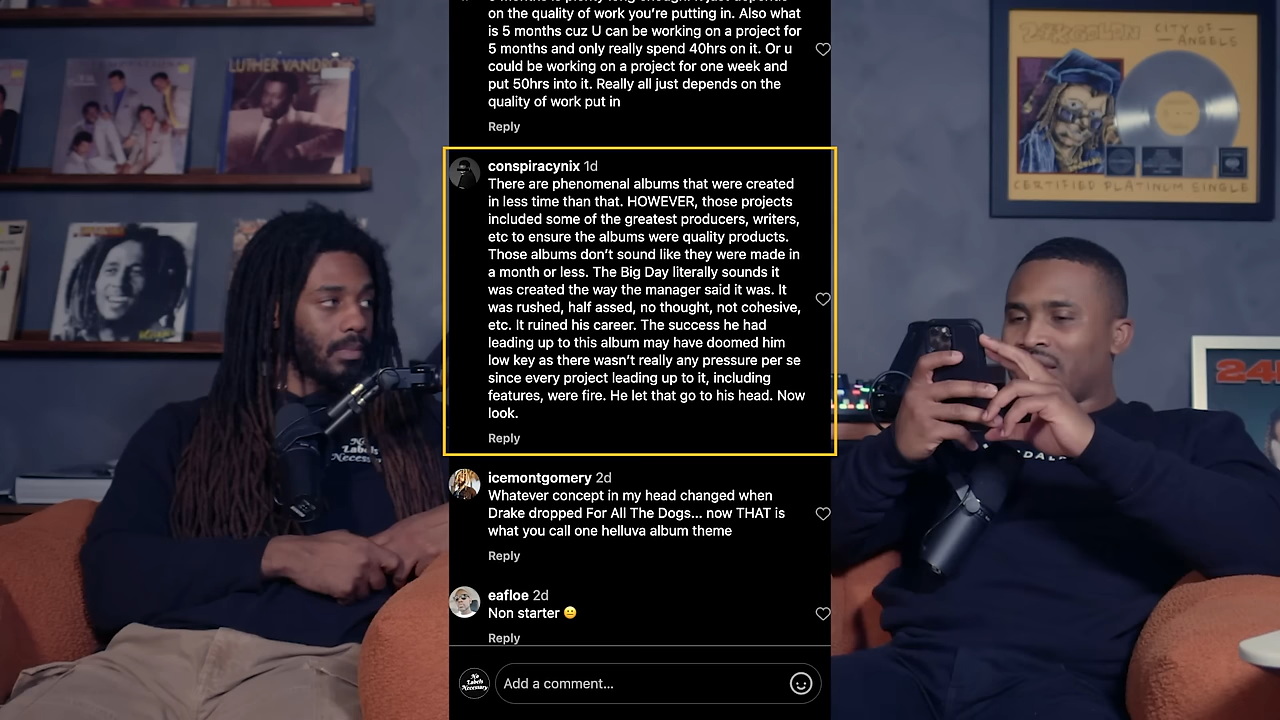 on the quality of work you're putting in. Also what
is 5 months cuz U can be working on a project for
5 months and only really spend 40hrs on it. Or u
could be working on a project for one week and
put 50hrs into it. Really all just depends on the
quality of work put in
Reply
conspiracynix 1d
There are phenomenal albums that were created
in less time than that. HOWEVER, those projects
included some of the greatest producers, writers,
etc to ensure the albums were quality products.
Those albums don't sound like they were made in
a month or less. The Big Day literally sounds it
was created the way the manager said it was. It
was rushed, half assed, no thought, not cohesive,
etc. It ruined his career. The success he had
leading up to this album may have doomed him
low key as there wasn't really any pressure per se
since every project leading up to it, including
features, were fire. He let that go to his head. Now
look.
Reply
icemontgomery 2d
Whatever concept in my head changed when
Drake dropped For All The Dogs... now THAT is
what you call one helluva album theme
Reply
eafloe 2d
Non starter 😐
Reply
No Labels Necessary
Add a comment...
LUTHER VANDROSS
No
Labels
Necessary
CITY OF
ANGELS
CERTIFIED PLATINUM SINGLE
24